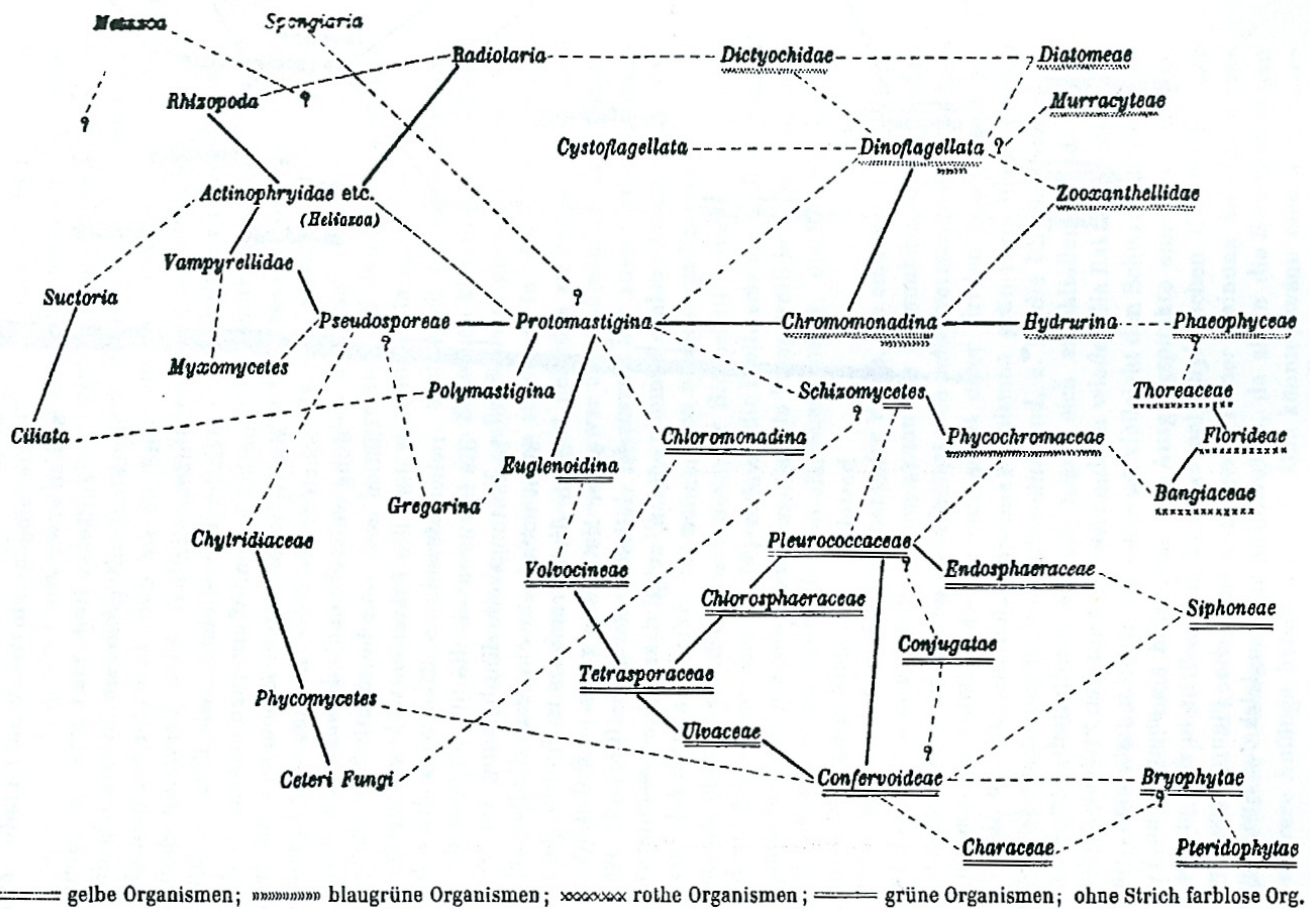 Metazoa
Spongiaria
Radiolaria
Dictyochidae
Diatomeae
Rhizopoda
?
Murracyteae
?
Cystoflagellata
Dinoflagellata ?
Actinophryidae etc.
(Heliozoa)
Zooxanthellidae
Vampyrellidae
Suctoria
?
Pseudosporeae
Protomastigina
Chromomonadina
Hydrurina
Phaeophyceae
?
?
Myxomycetes
Polymastigina
Schizomycetes
Thoreaceae
?
Ciliata
Chloromonadina
Phycochromaceae
Florideae
Euglenoidina
Gregarina
Bangiaceae
Chytridiaceae
Pleurococcaceae
?
Volvocineae
Endosphaeraceae
Chlorosphaeraceae
Siphoneae
Conjugatae
Tetrasporaceae
Phycomycetes
Ulvaceae
?
Ceteri Fungi
Confervoideae
Bryophytae
?
Characeae
Pteridophytae
gelbe Organismen; blaugrüne Organismen; rothe Organismen; grüne Organismen; ohne Strich farblose Org.